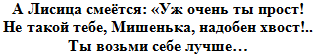 А Лисица смеётся: «Уж очень ты прост!
Не такой тебе, Мишенька, надобен хвост!..
Ты возьми себе лучше…